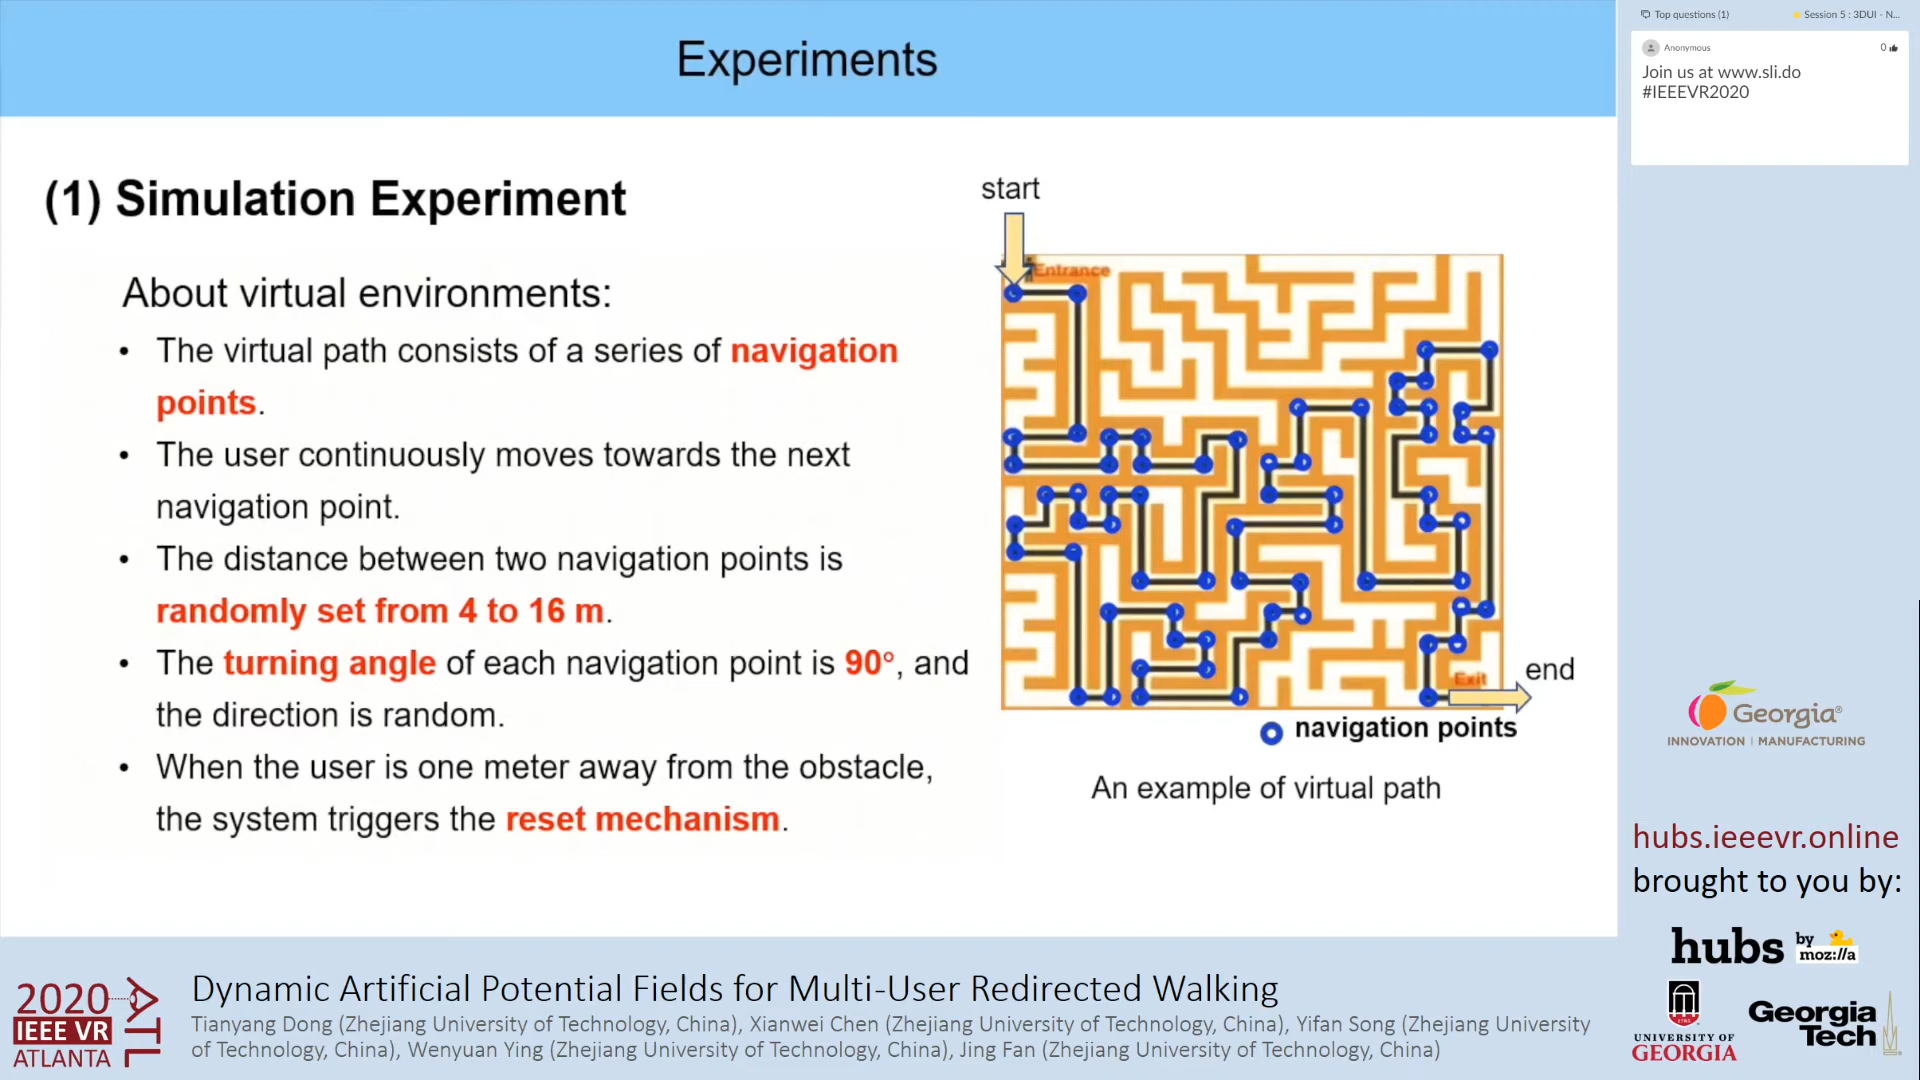 Experiments
(1) Simulation Experiment
About virtual environments:
• The virtual path consists of a series of navigation
points.
• The user continuously moves towards the next
navigation point.
• The distance between two navigation points is
randomly set from 4 to 16 m.
• The turning angle of each navigation point is 90°, and
the direction is random.
• When the user is one meter away from the obstacle,
the system triggers the reset mechanism.
start
Entrance
Exit
end
navigation points
An example of virtual path
Top questions (1)
Session 5 : 3DUI - N...
Anonymous
0
Join us at www.sli.do
#IEEEVR2020
Georgia®
INNOVATION | MANUFACTURING
hubs.ieeevr.online
brought to you by:
hubs by
moz://a
UNIVERSITY OF
GEORGIA
Georgia
Tech
2020
IEEE VR
ATLANTA
ATL
Dynamic Artificial Potential Fields for Multi-User Redirected Walking
Tianyang Dong (Zhejiang University of Technology, China), Xianwei Chen (Zhejiang University of Technology, China), Yifan Song (Zhejiang University
of Technology, China), Wenyuan Ying (Zhejiang University of Technology, China), Jing Fan (Zhejiang University of Technology, China)